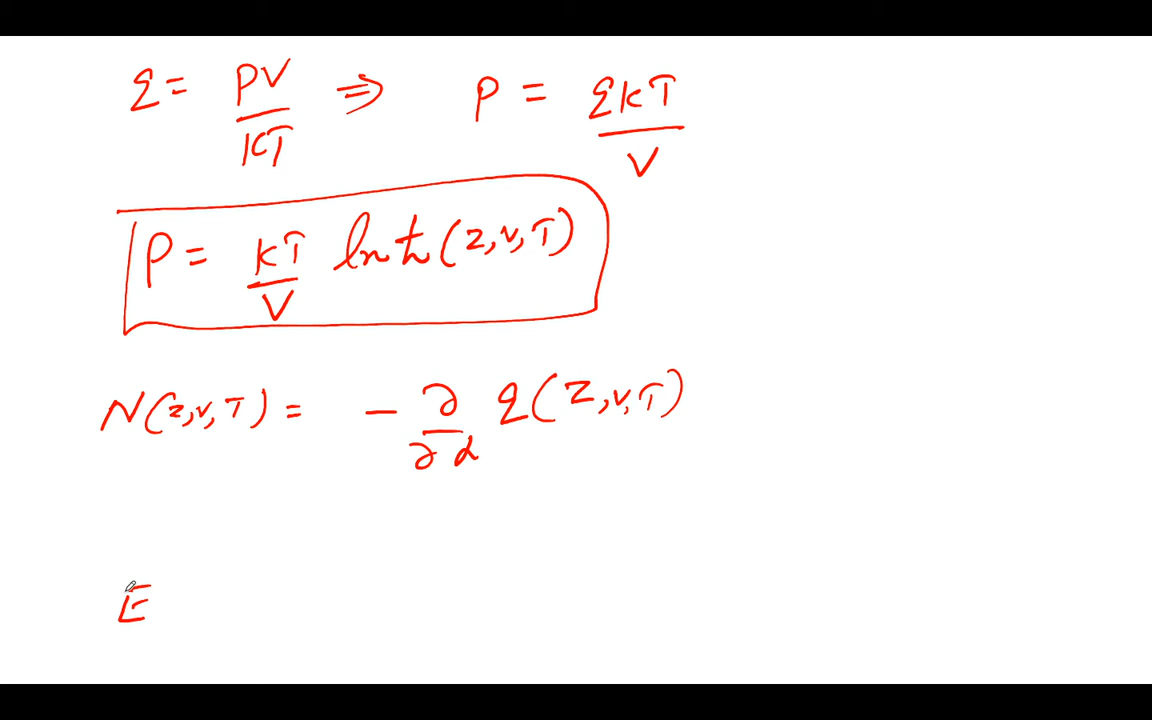 q = PV/KT ⇒ P = qKT/V
P = KT/V ln h (z, v, T)
N(z, v, T) = - ∂/∂α q(z, v, T)
E